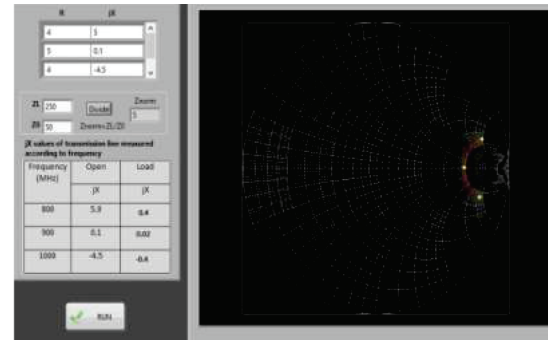 R jX
4 5
5 0.1
4 -4.5
ZL 250 Divide Znorm
5
Z0 50 Znorm=ZL/Z0
jX values of transmission line measured
according to frequency
Frequency (MHz) Open Load
jX jX
800 5.9 0.4
900 0.1 0.02
1000 -4.5 -0.4
RUN